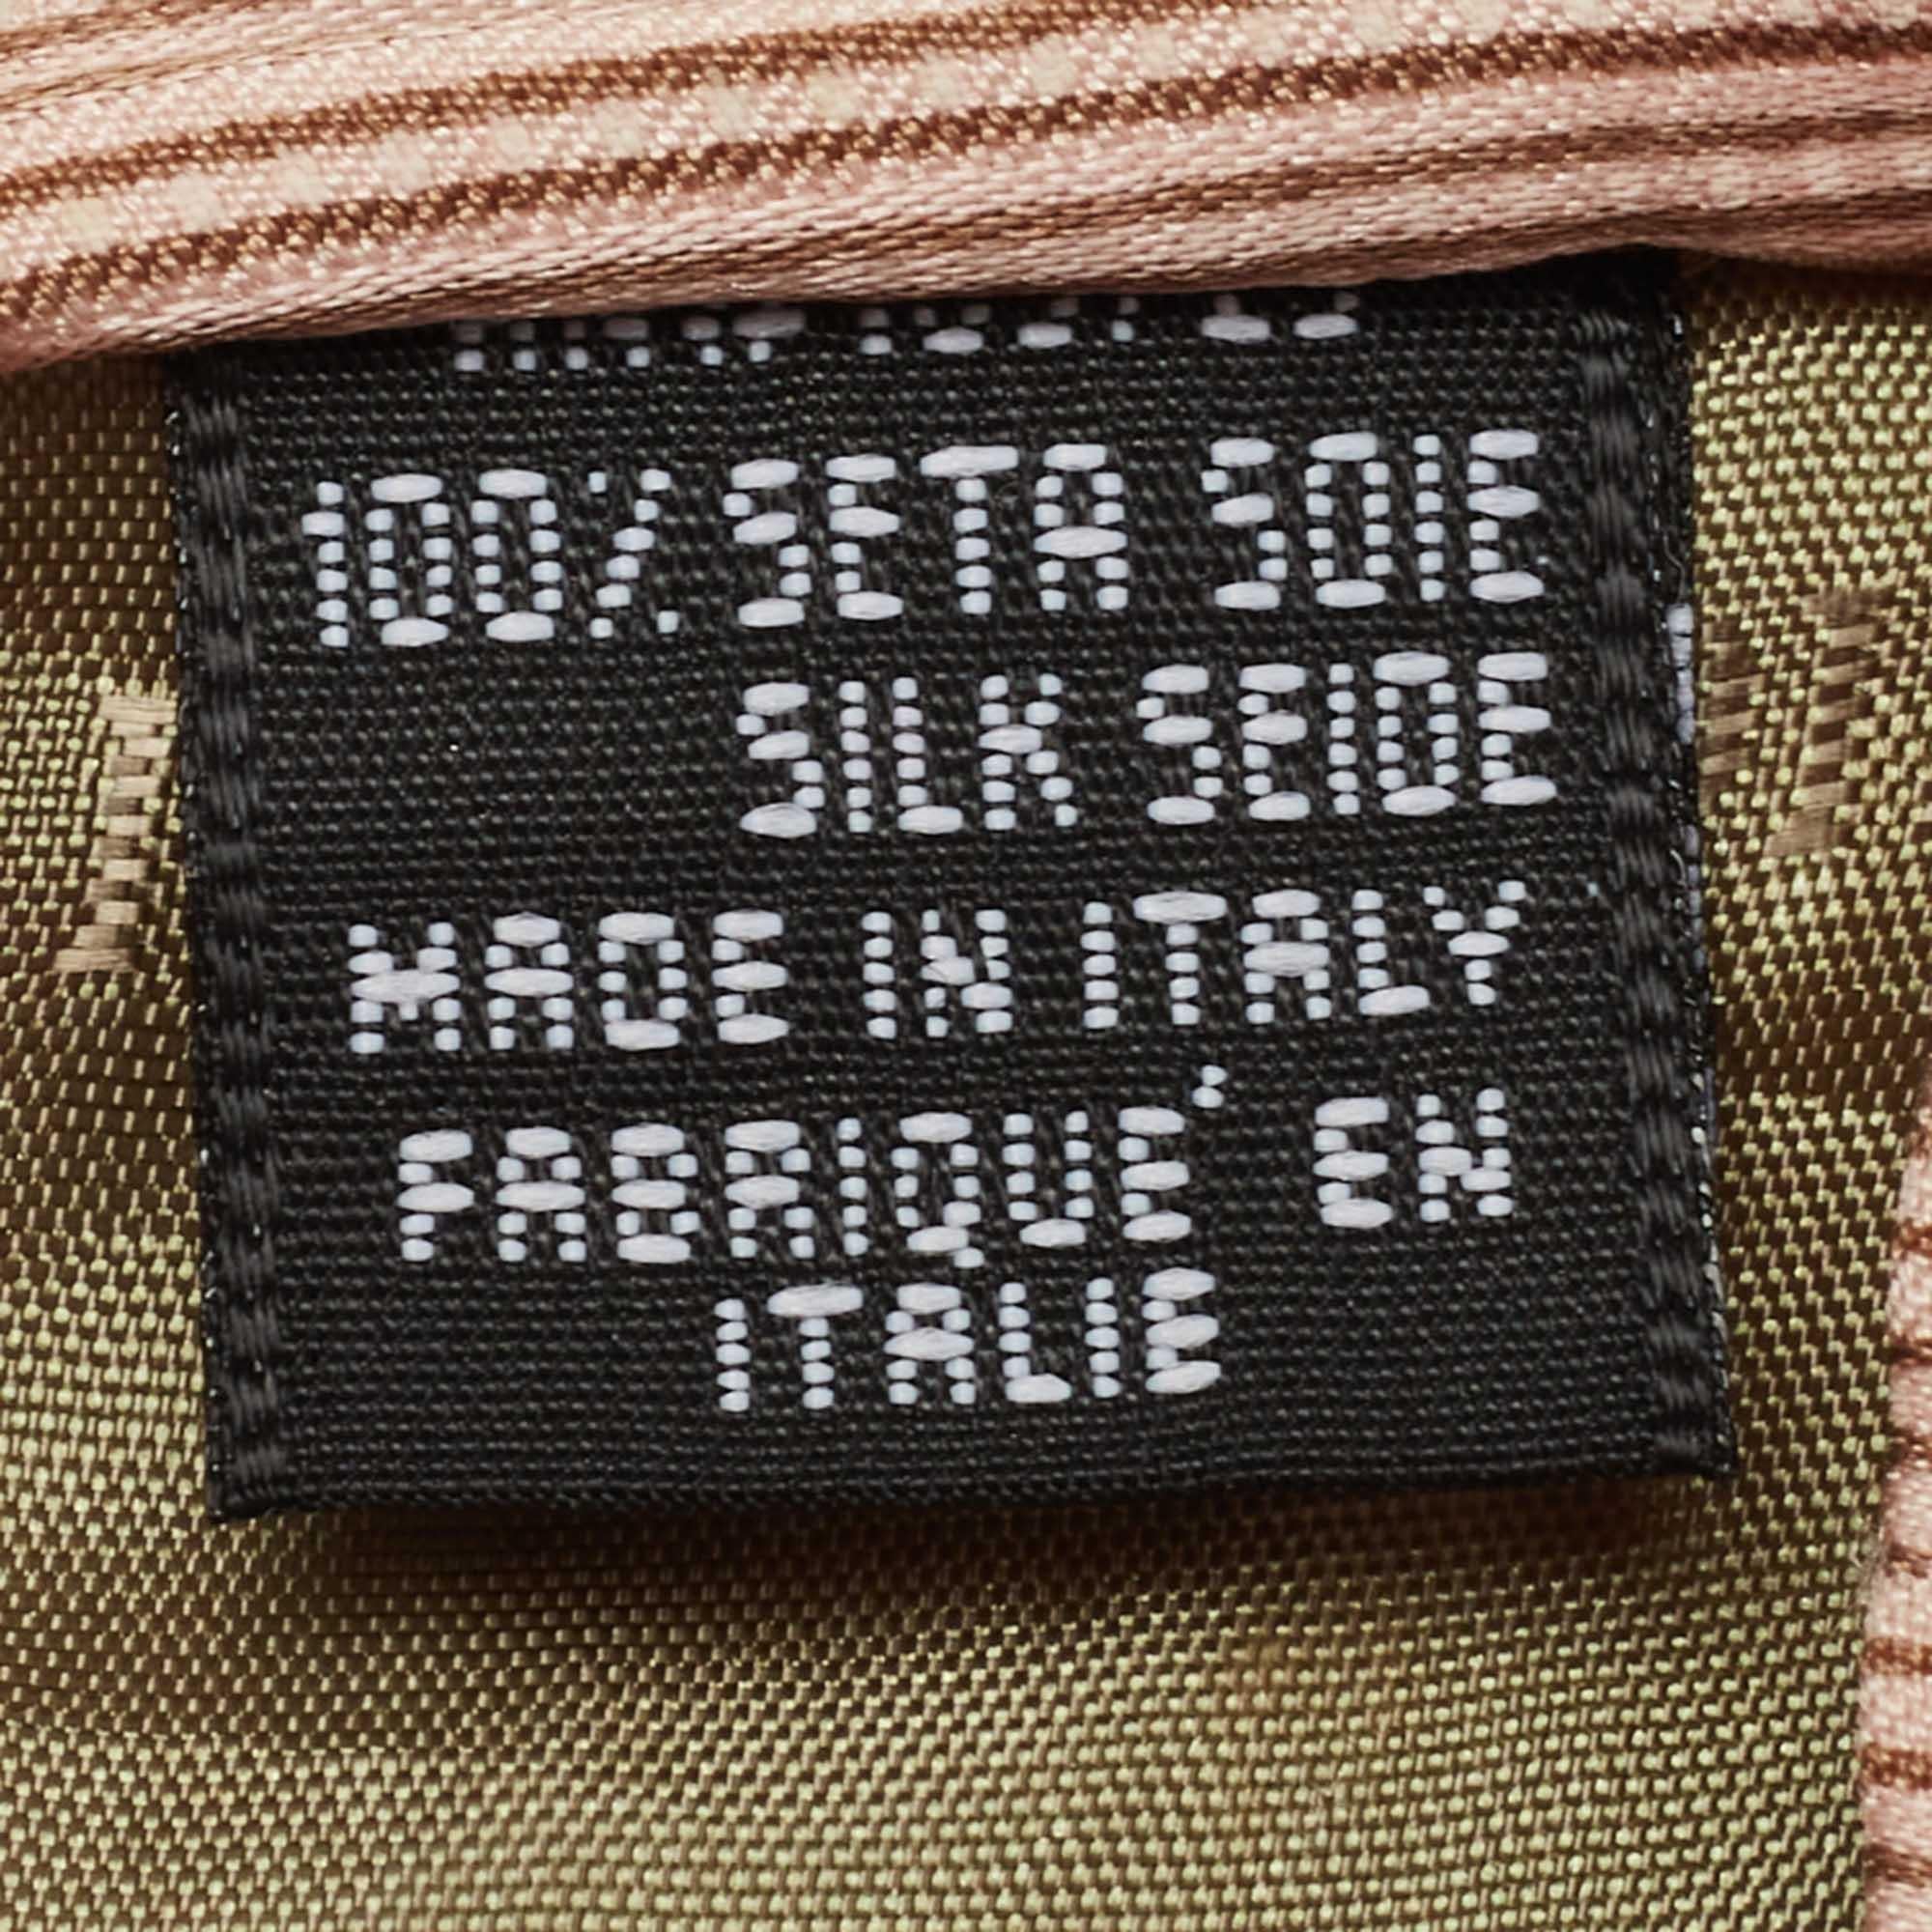 100% SETA SOIE
SILK SEIDE
MADE IN ITALY
FABRIQUÉ EN
ITALIE